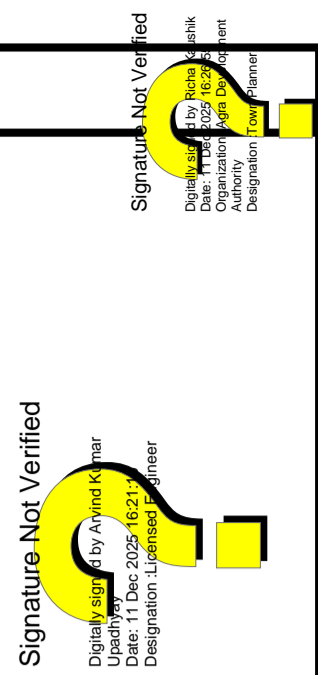 Signature Not Verified
Digitally signed by Richa Kaushik
Date: 11 Dec 2025 16:26
Organization :Agra Development
Authority
Designation :Town Planner
Signature Not Verified
Digitally signed by Arvind Kumar
Upadhyay
Date: 11 Dec 2025 16:21:1
Designation :Licensed Engineer